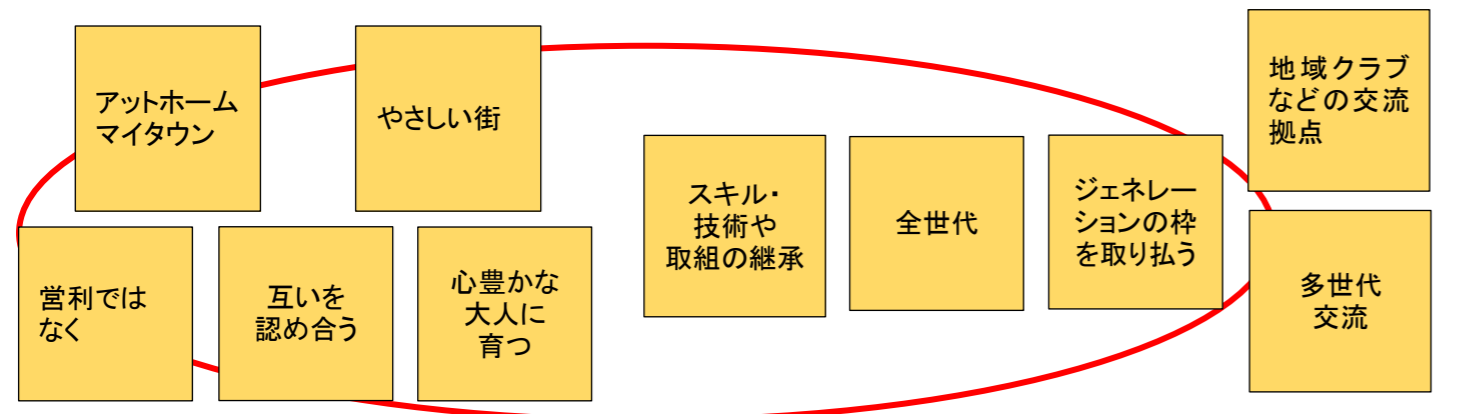 アットホーム
マイタウン
やさしい街
地域クラブ
などの交流
拠点
スキル・
技術や
取組の継承
全世代
ジェネレー
ションの枠
を取り払う
営利では
なく
互いを
認め合う
心豊かな
大人に
育つ
多世代
交流